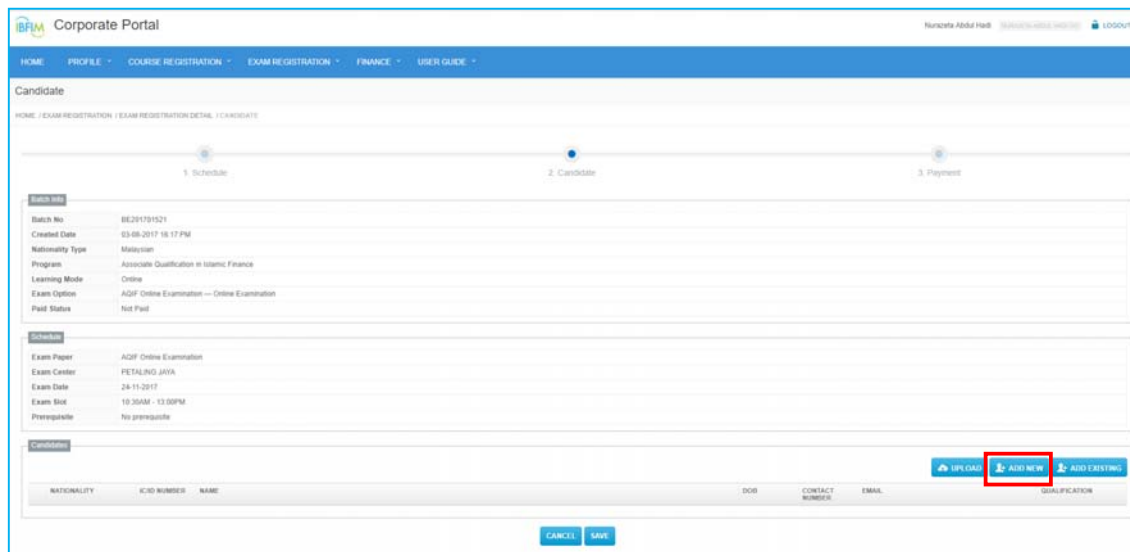 IBFIM Corporate Portal
Nurazeta Abdul Hadi LOGOUT
HOME PROFILE COURSE REGISTRATION EXAM REGISTRATION FINANCE USER GUIDE
Candidate
HOME / EXAM REGISTRATION / EXAM REGISTRATION DETAIL / CANDIDATE
1. Schedule 2. Candidate 3. Payment
Batch Info
Batch No BE201701521
Created Date 03-08-2017 16:17 PM
Nationality Type Malaysian
Program Associate Qualification in Islamic Finance
Learning Mode Online
Exam Option AQIF Online Examination — Online Examination
Paid Status Not Paid
Schedule
Exam Paper AQIF Online Examination
Exam Center PETALING JAYA
Exam Date 24-11-2017
Exam Slot 10:30AM - 13:00PM
Prerequisite No prerequisite
Candidates
UPLOAD ADD NEW ADD EXISTING
NATIONALITY IC/ID NUMBER NAME DOB CONTACT NUMBER EMAIL QUALIFICATION
CANCEL SAVE